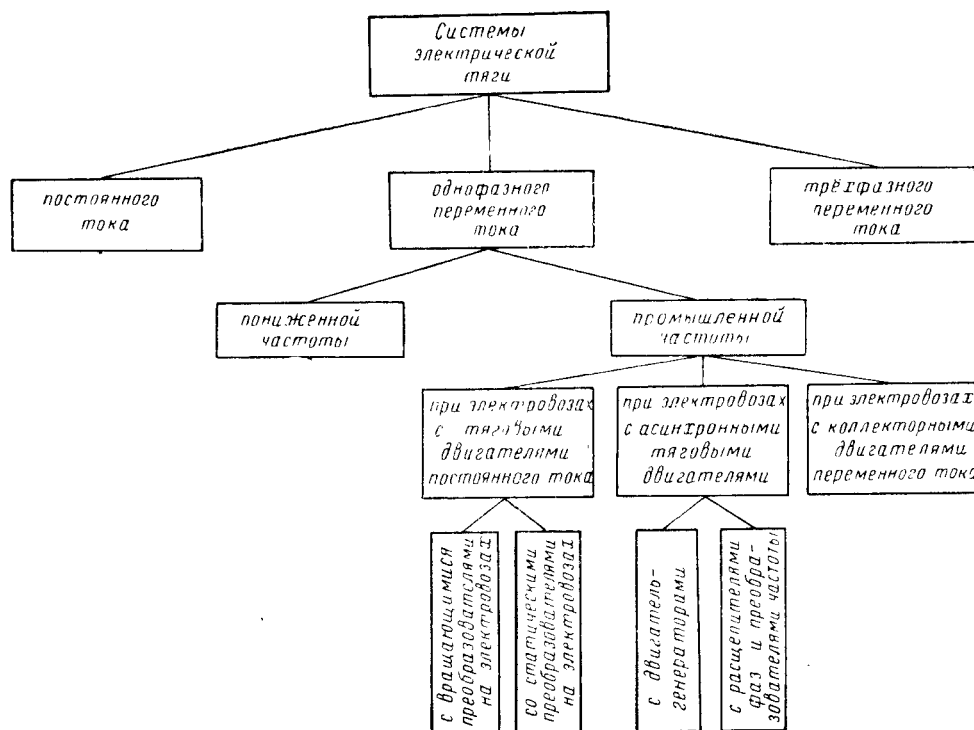 Системы
электрической
тяги
постоянного
тока
однофазного
переменного
тока
трёхфазного
переменного
тока
пониженной
частоты
промышленной
частоты
при электровозах
с тяговыми
двигателями
постоянного тока
при электровозах
с асинхронными
тяговыми
двигателями
при электровозах
с коллекторными
двигателями
переменного тока
с вращающимися
преобразователями
на электровозах
со статическими
преобразователями
на электровозах
с двигатель-
генераторами
с расщепителями
фаз и преобра-
зователями частоты